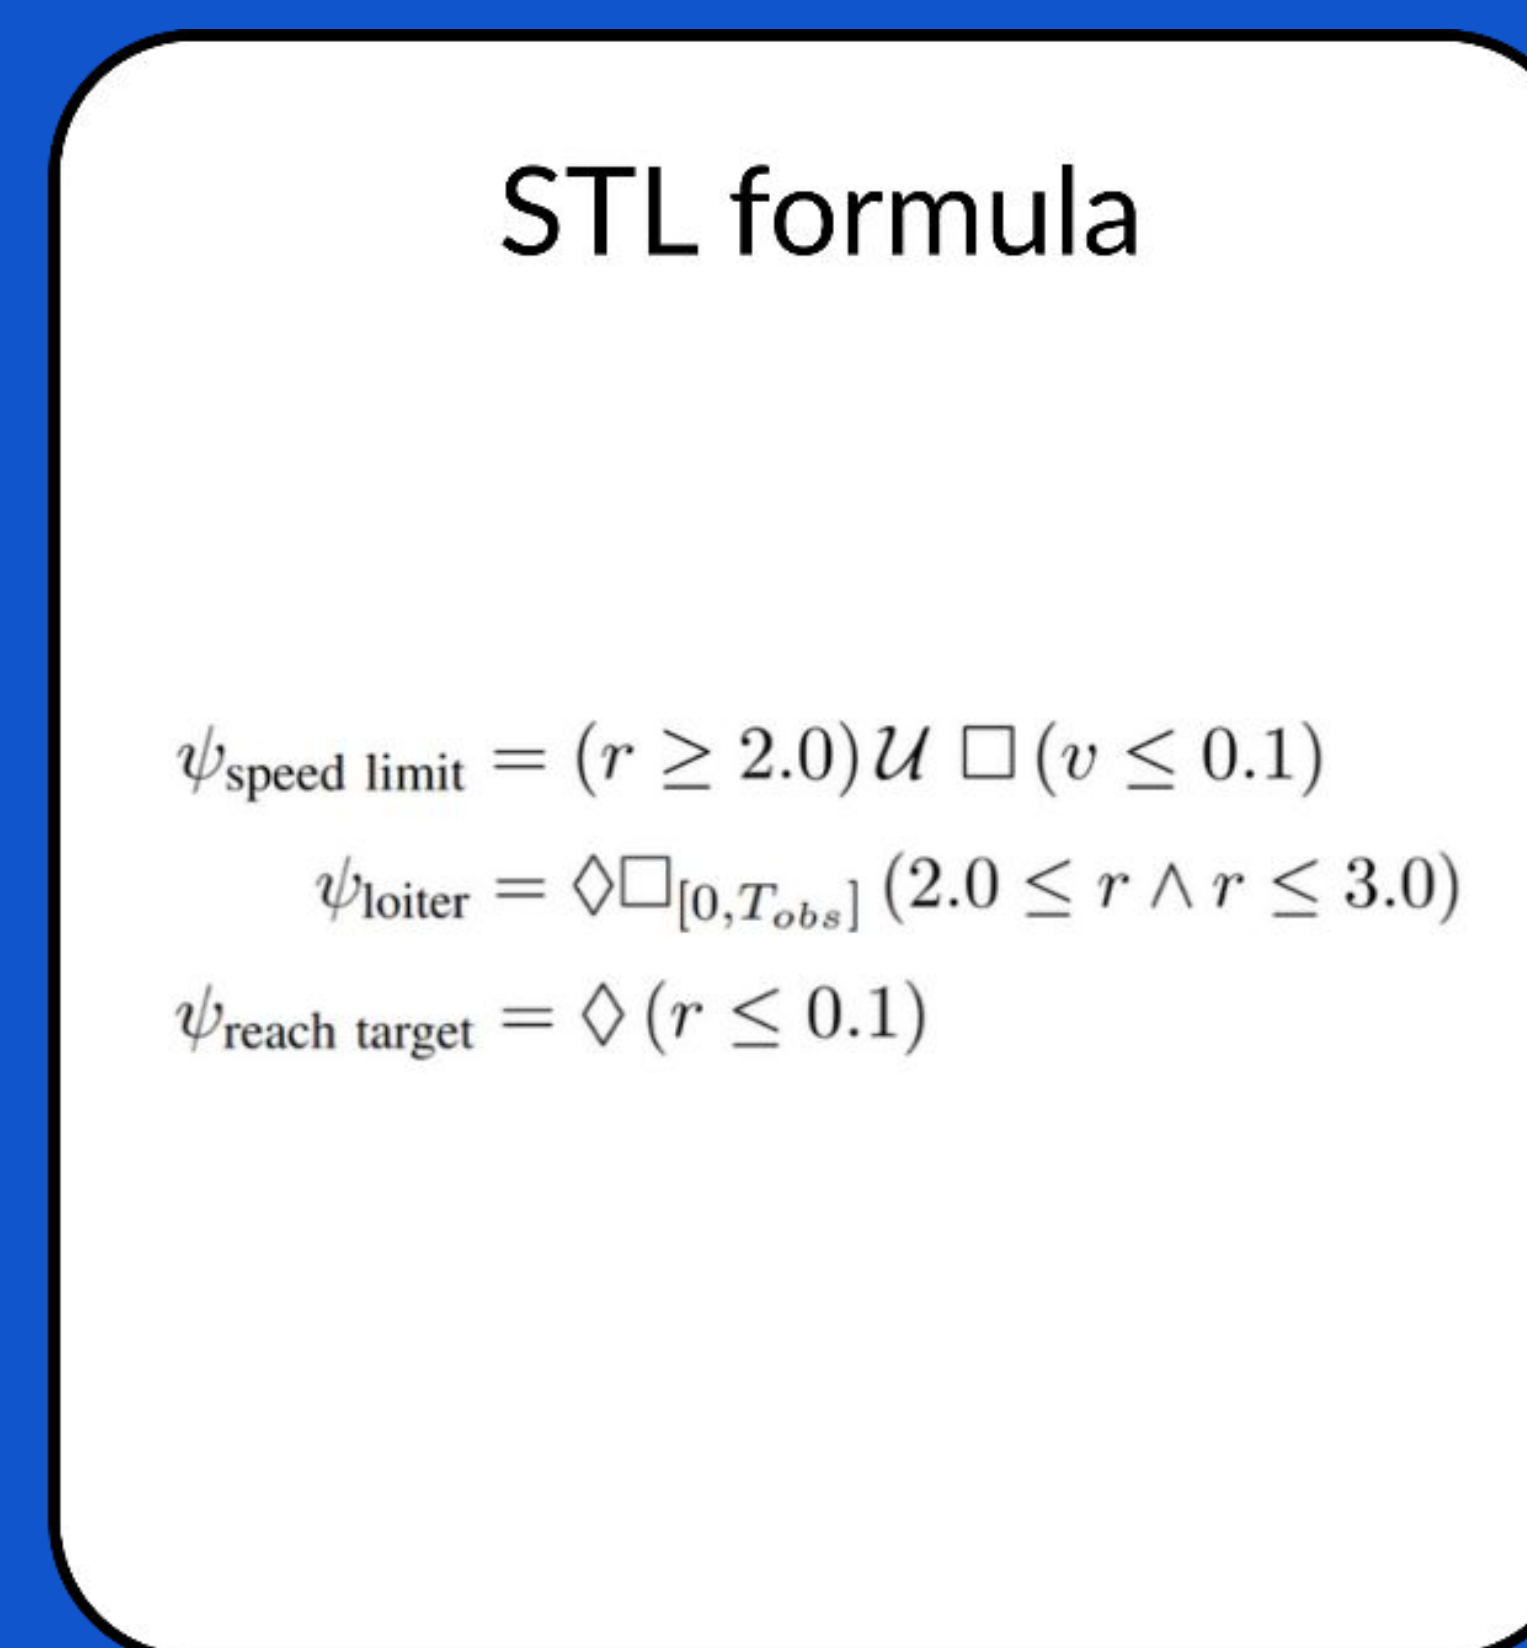 STL formula
ψ_speed limit = (r ≥ 2.0) 𝒰 □ (v ≤ 0.1)
ψ_loiter = ◊□_[0,T_obs] (2.0 ≤ r ∧ r ≤ 3.0)
ψ_reach target = ◊ (r ≤ 0.1)